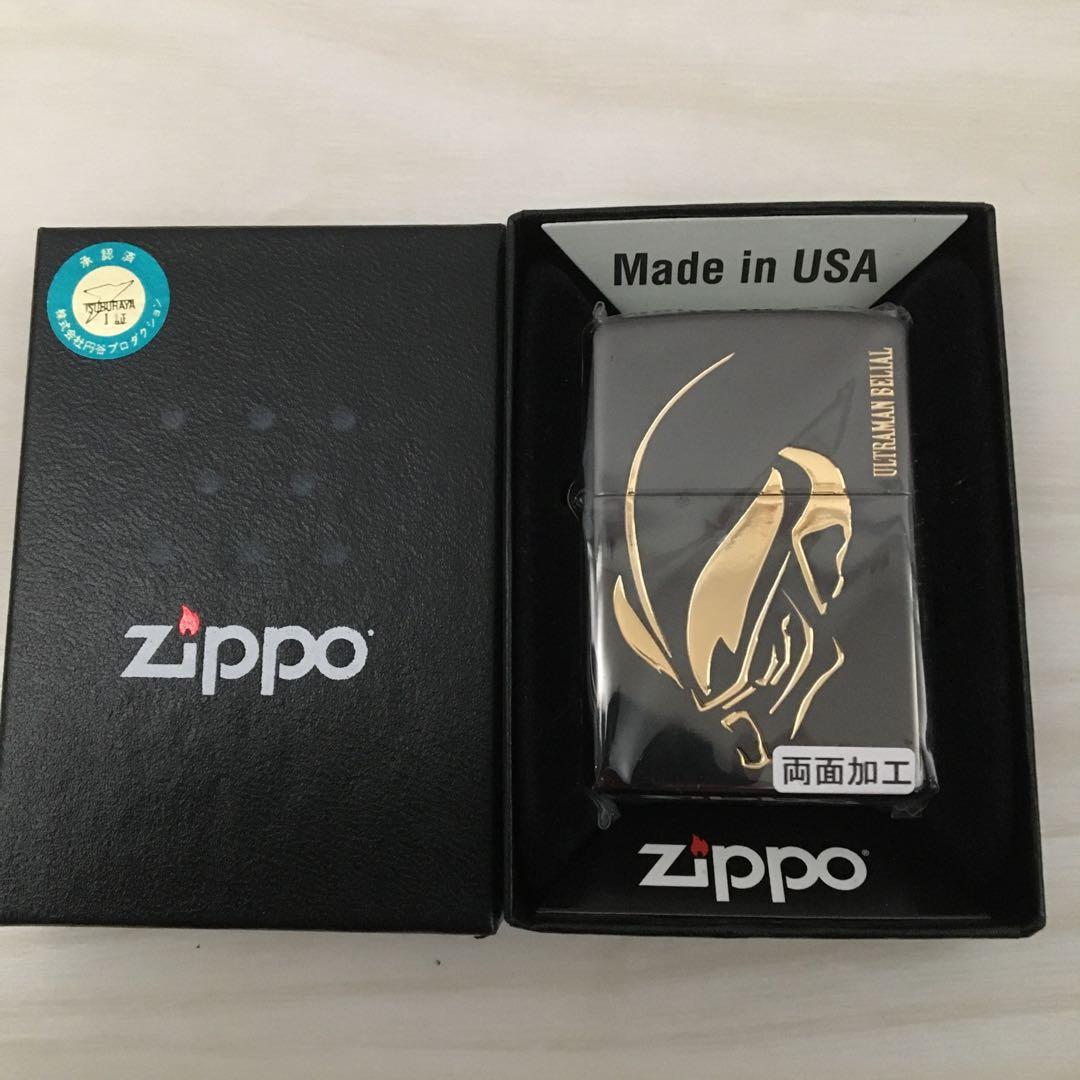 承認済
TSUBURAYA
I 証
株式会社円谷プロダクション
zippo
Made in USA
ULTRAMAN BELIAL
両面加工
zippo